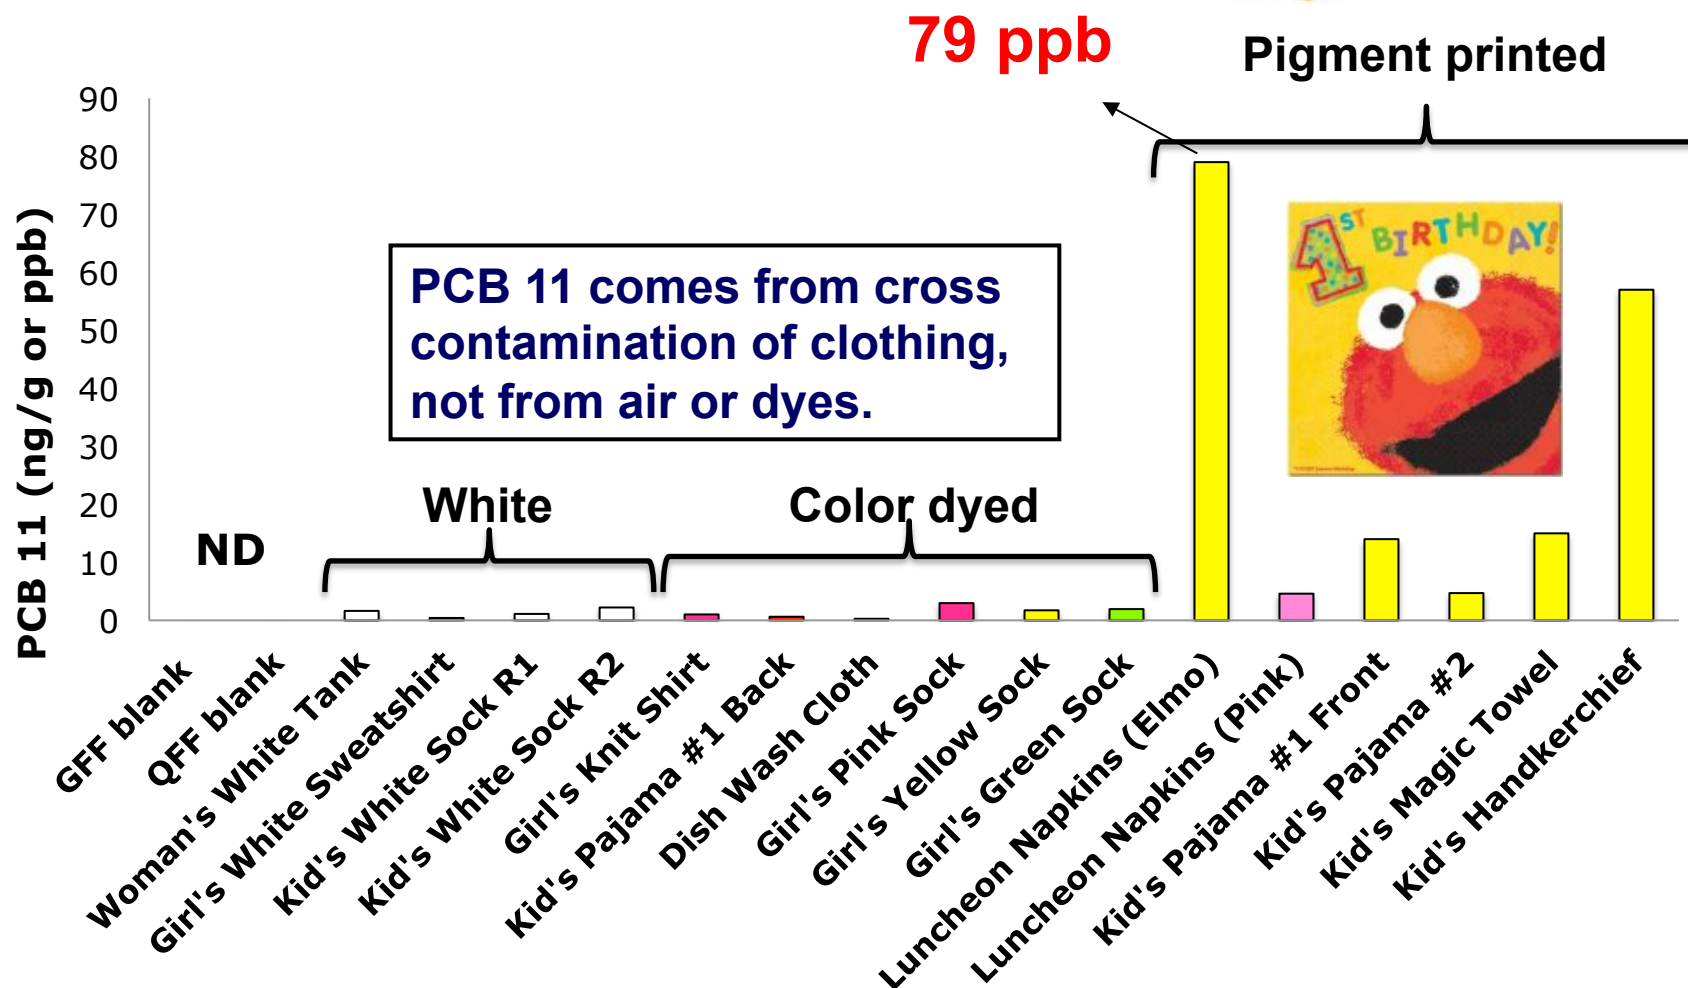 79 ppb
Pigment printed
90
80
70
60
50
40
30
20
10
0
PCB 11 (ng/g or ppb)
PCB 11 comes from cross
contamination of clothing,
not from air or dyes.
1ST BIRTHDAY!
White
Color dyed
ND
GFF blank
QFF blank
Woman's White Tank
Girl's White Sweatshirt
Kid's White Sock R1
Kid's White Sock R2
Girl's Knit Shirt
Kid's Pajama #1 Back
Dish Wash Cloth
Girl's Pink Sock
Girl's Yellow Sock
Girl's Green Sock
Luncheon Napkins (Elmo)
Luncheon Napkins (Pink)
Kid's Pajama #1 Front
Kid's Pajama #2
Kid's Magic Towel
Kid's Handkerchief